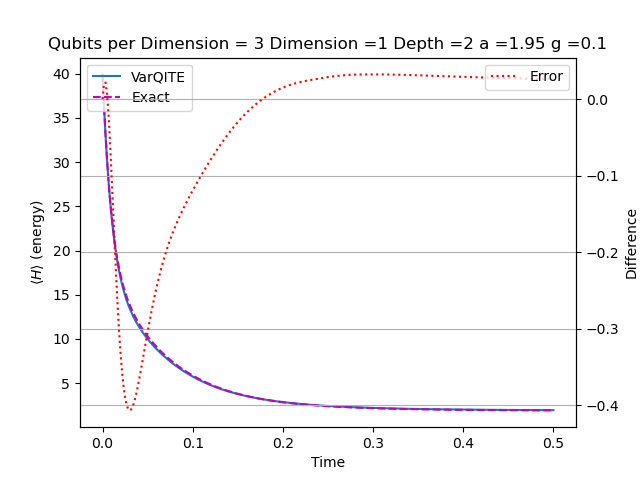 Qubits per Dimension = 3 Dimension =1 Depth =2 a =1.95 g =0.1
VarQITE
Exact
Error
40
35
30
25
20
15
10
5
⟨H⟩ (energy)
0.0
−0.1
−0.2
−0.3
−0.4
Difference
0.0 0.1 0.2 0.3 0.4 0.5
Time